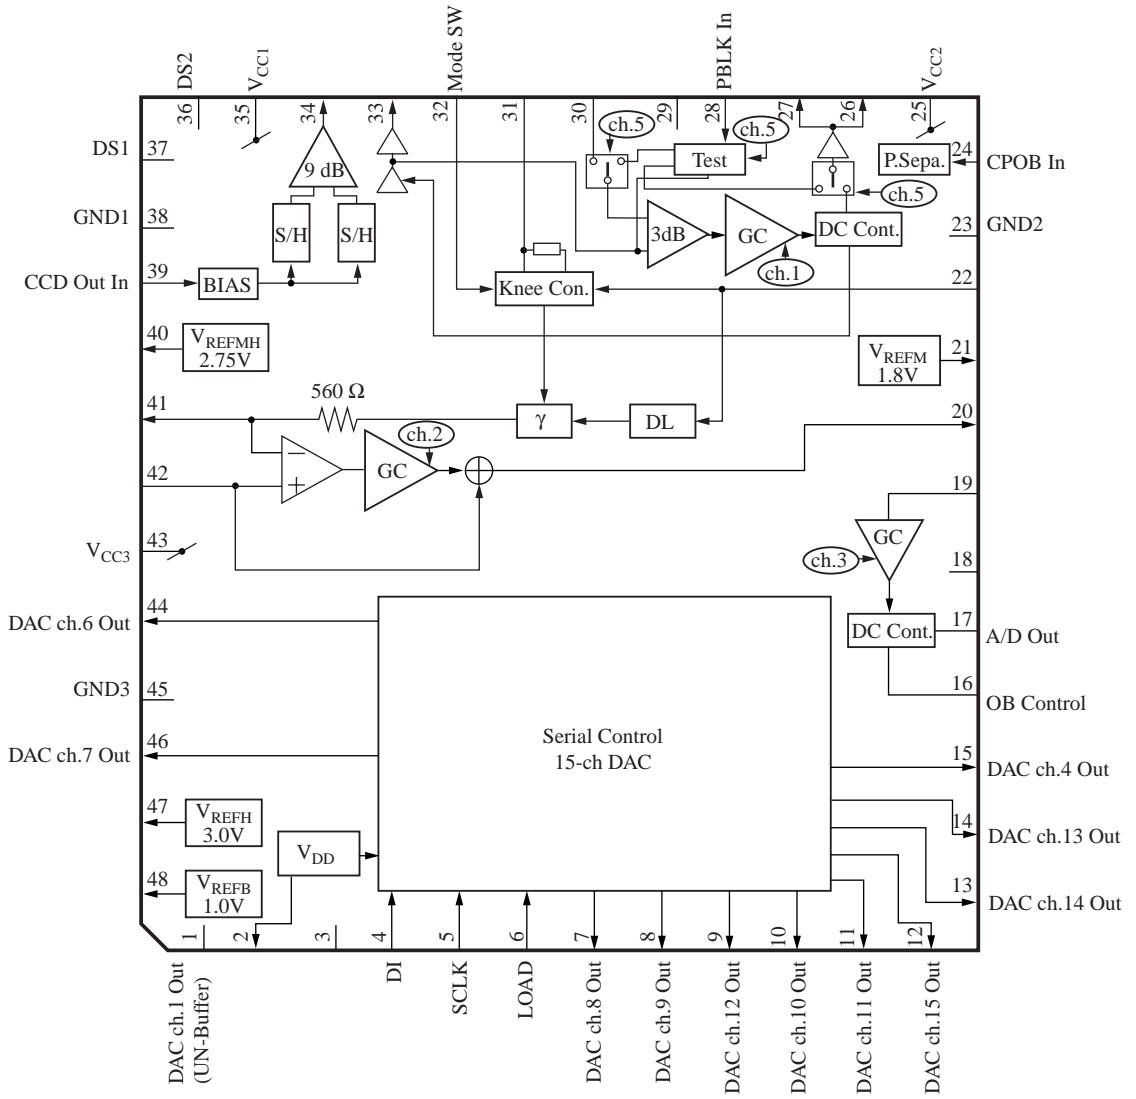 DS2
V_CC1
Mode SW
PBLK In
V_CC2
36
35
34
33
32
31
30
29
28
27
26
25
DS1
37
GND1
38
CCD Out In
39
40
41
42
V_CC3
43
DAC ch.6 Out
44
GND3
45
DAC ch.7 Out
46
47
48
24
CPOB In
23
GND2
22
21
20
19
18
17
A/D Out
16
OB Control
15
DAC ch.4 Out
14
DAC ch.13 Out
13
DAC ch.14 Out
9 dB
S/H
S/H
BIAS
ch.5
Test
ch.5
P.Sepa.
ch.5
3dB
GC
DC Cont.
ch.1
Knee Con.
V_REFMH
2.75V
V_REFM
1.8V
560 Ω
γ
DL
ch.2
−
+
GC
GC
ch.3
DC Cont.
Serial Control
15-ch DAC
V_REFH
3.0V
V_DD
V_REFB
1.0V
1
2
3
4
5
6
7
8
9
10
11
12
DAC ch.1 Out
(UN-Buffer)
DI
SCLK
LOAD
DAC ch.8 Out
DAC ch.9 Out
DAC ch.12 Out
DAC ch.10 Out
DAC ch.11 Out
DAC ch.15 Out